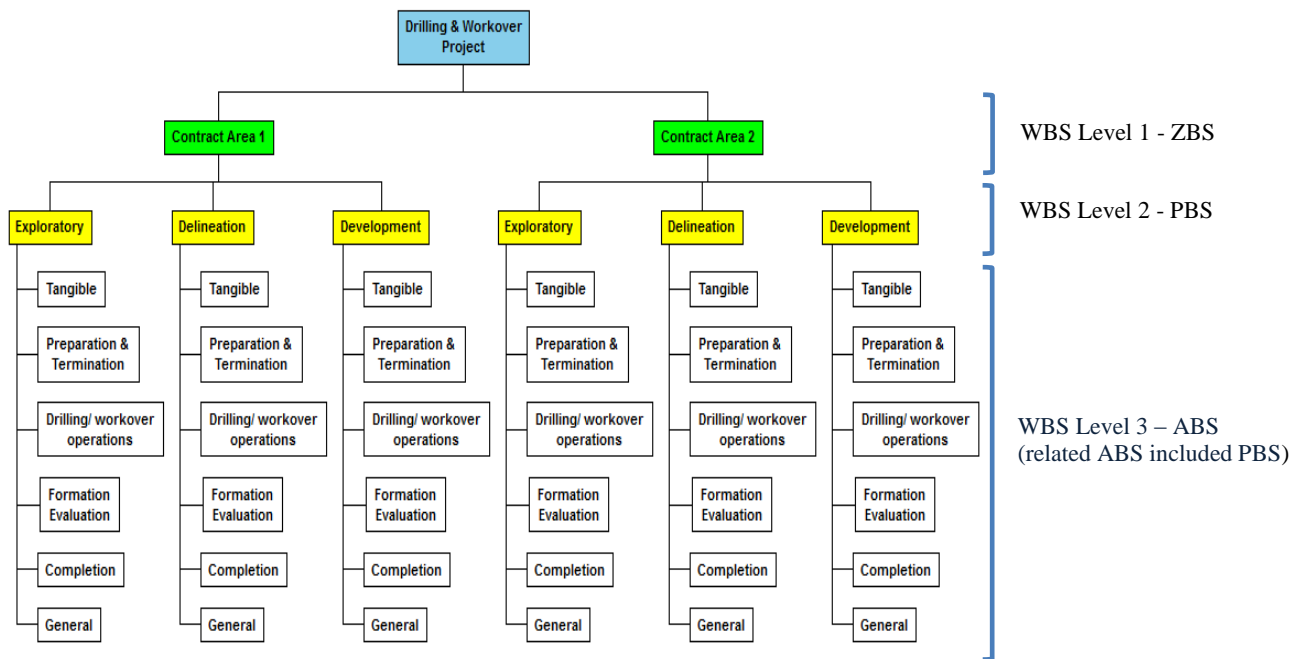 Drilling & Workover
Project
Contract Area 1
Contract Area 2
WBS Level 1 - ZBS
Exploratory
Delineation
Development
Exploratory
Delineation
Development
WBS Level 2 - PBS
Tangible
Tangible
Tangible
Tangible
Tangible
Tangible
Preparation &
Termination
Preparation &
Termination
Preparation &
Termination
Preparation &
Termination
Preparation &
Termination
Preparation &
Termination
Drilling/ workover
operations
Drilling/ workover
operations
Drilling/ workover
operations
Drilling/ workover
operations
Drilling/ workover
operations
Drilling/ workover
operations
WBS Level 3 – ABS
(related ABS included PBS)
Formation
Evaluation
Formation
Evaluation
Formation
Evaluation
Formation
Evaluation
Formation
Evaluation
Formation
Evaluation
Completion
Completion
Completion
Completion
Completion
Completion
General
General
General
General
General
General